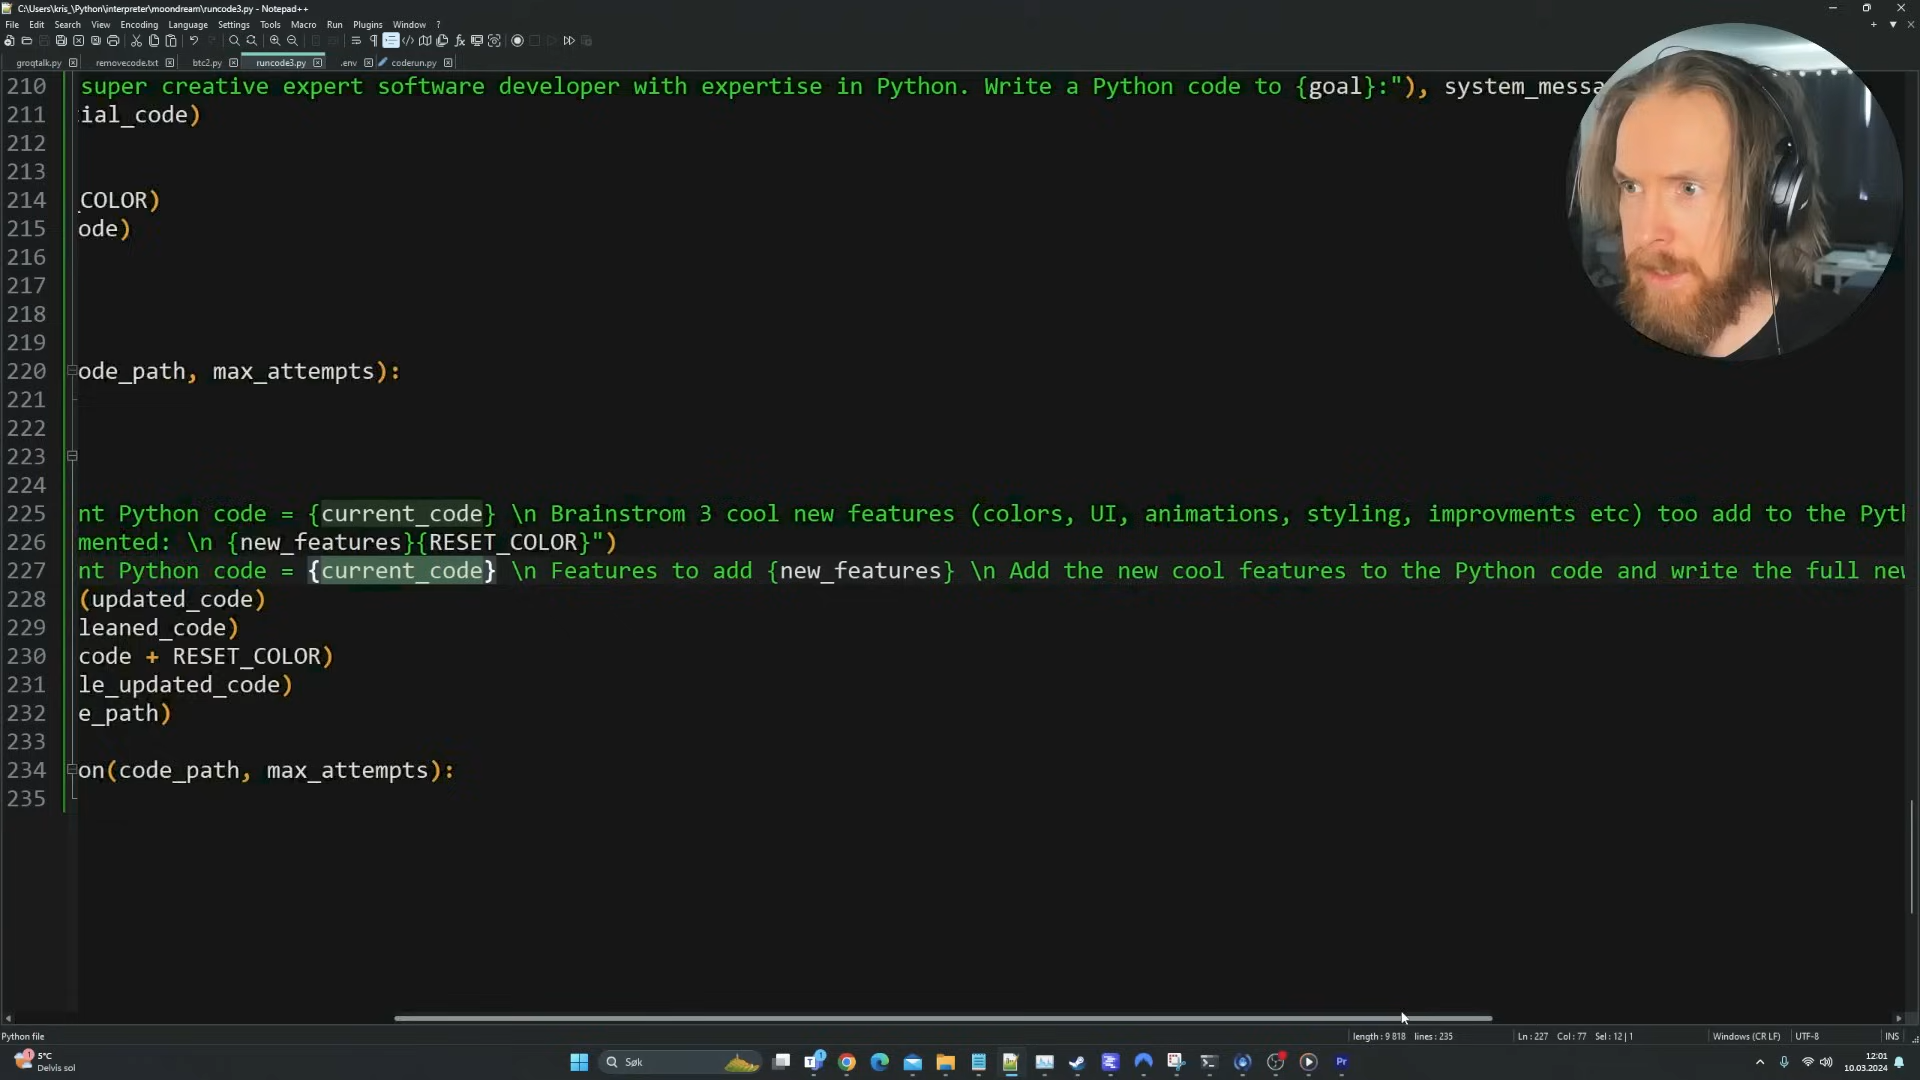 C:\Users\kris_\Python\interpreter\moondream\runcode3.py - Notepad++
File Edit Search View Encoding Language Settings Tools Macro Run Plugins Window ?
groqtalk.py removecode.txt btc2.py runcode3.py .env coderun.py
210 super creative expert software developer with expertise in Python. Write a Python code to {goal}:"), system_messa
211 ial_code)
212
213
214 _COLOR)
215 ode)
216
217
218
219
220 ode_path, max_attempts):
221
222
223
224
225 nt Python code = {current_code} \n Brainstrom 3 cool new features (colors, UI, animations, styling, improvments etc) too add to the Pyth
226 mented: \n {new_features}{RESET_COLOR}")
227 nt Python code = {current_code} \n Features to add {new_features} \n Add the new cool features to the Python code and write the full new
228 (updated_code)
229 leaned_code)
230 code + RESET_COLOR)
231 le_updated_code)
232 e_path)
233
234 on(code_path, max_attempts):
235
Python file length: 9 818 lines: 235 Ln: 227 Col: 77 Sel: 12 | 1 Windows (CR LF) UTF-8 INS
5°C
Delvis sol
Søk
12:01
10.03.2024